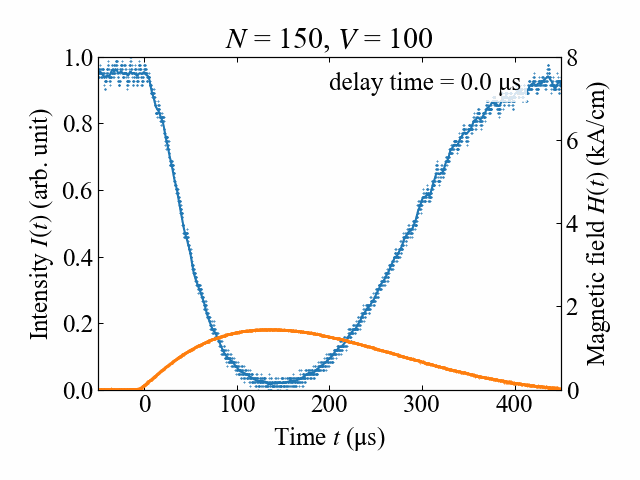 N = 150, V = 100
delay time = 0.0 μs
Intensity I(t) (arb. unit)
1.0
0.8
0.6
0.4
0.2
0.0
8
6
4
2
0
Magnetic field H(t) (kA/cm)
0 100 200 300 400
Time t (μs)